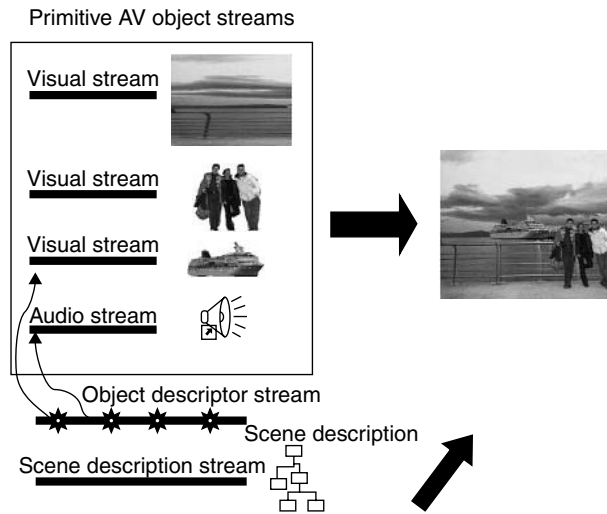 Primitive AV object streams
Visual stream
Visual stream
Visual stream
Audio stream
Object descriptor stream
Scene description
Scene description stream